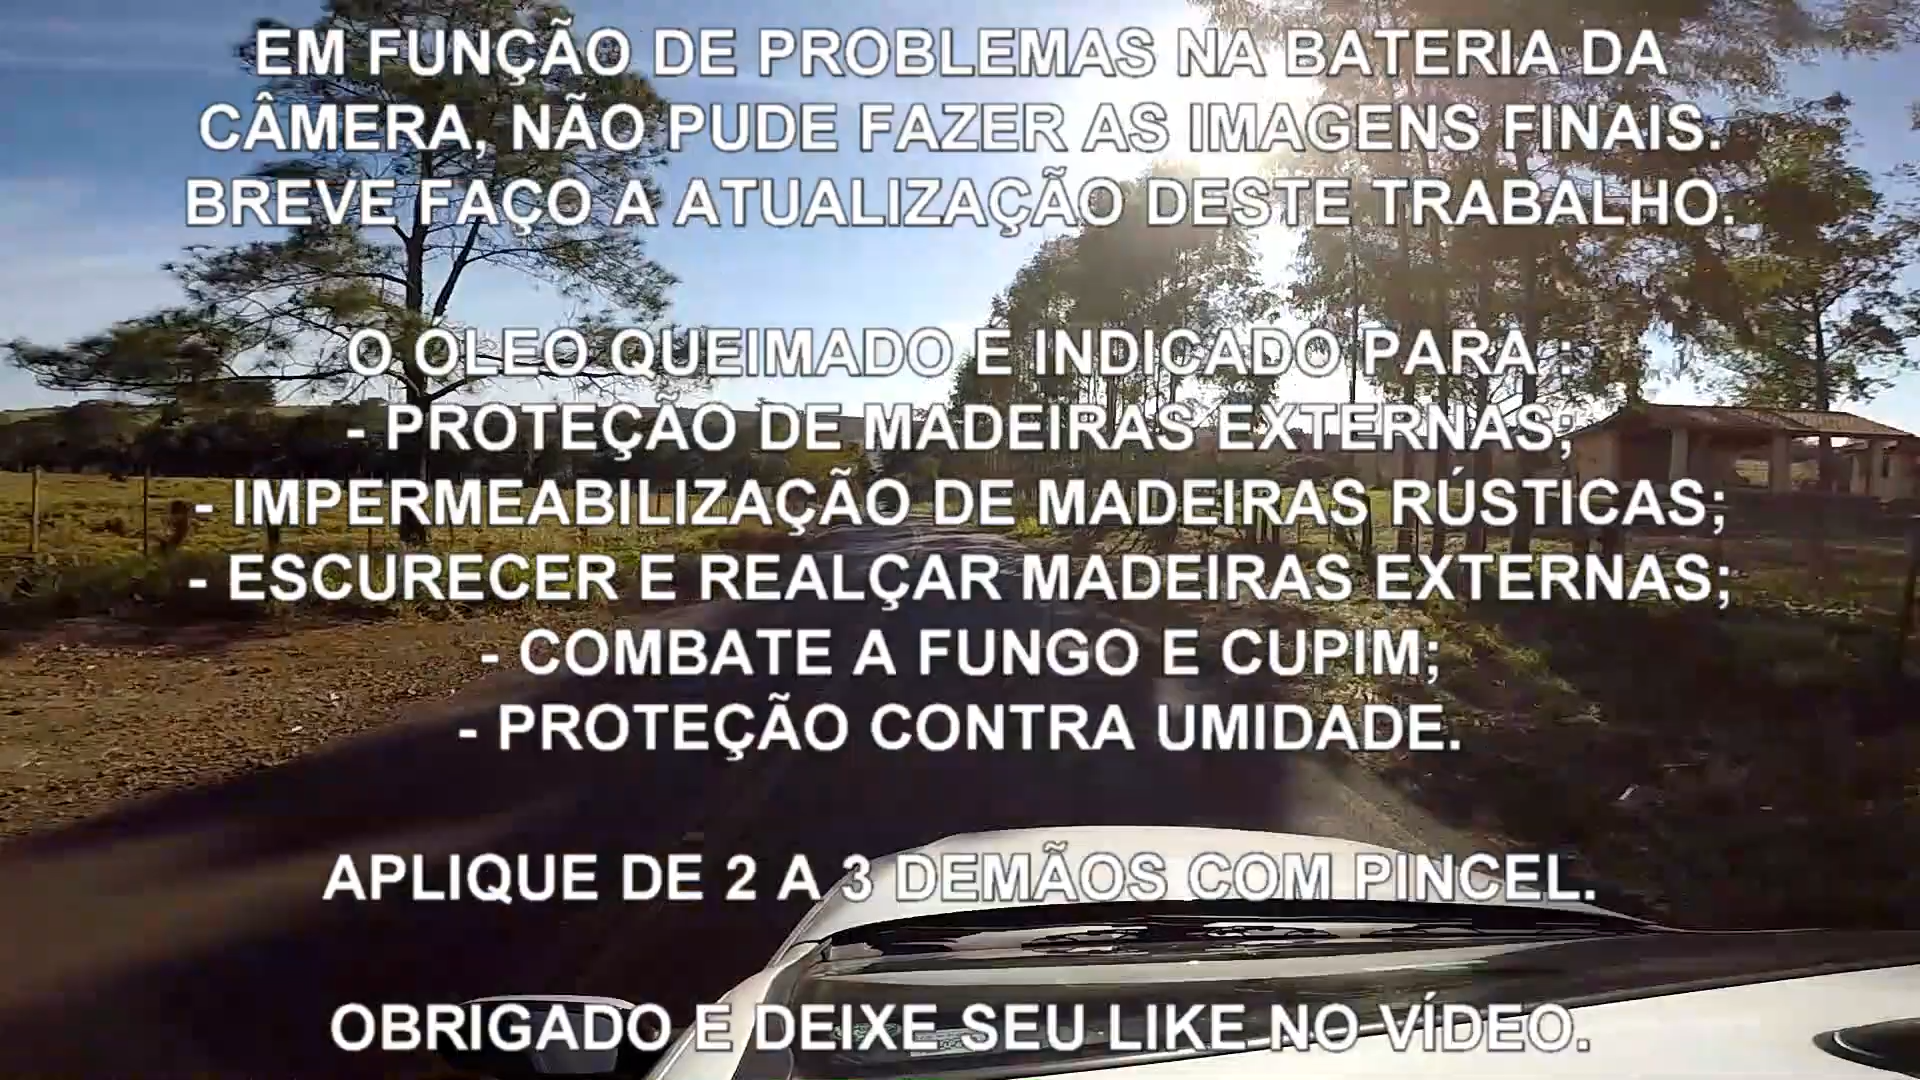 EM FUNÇÃO DE PROBLEMAS NA BATERIA DA
CÂMERA, NÃO PUDE FAZER AS IMAGENS FINAIS.
BREVE FAÇO A ATUALIZAÇÃO DESTE TRABALHO.
O ÓLEO QUEIMADO E INDICADO PARA :
- PROTEÇÃO DE MADEIRAS EXTERNAS;
- IMPERMEABILIZAÇÃO DE MADEIRAS RÚSTICAS;
- ESCURECER E REALÇAR MADEIRAS EXTERNAS;
- COMBATE A FUNGO E CUPIM;
- PROTEÇÃO CONTRA UMIDADE.
APLIQUE DE 2 A 3 DEMÃOS COM PINCEL.
OBRIGADO E DEIXE SEU LIKE NO VÍDEO.